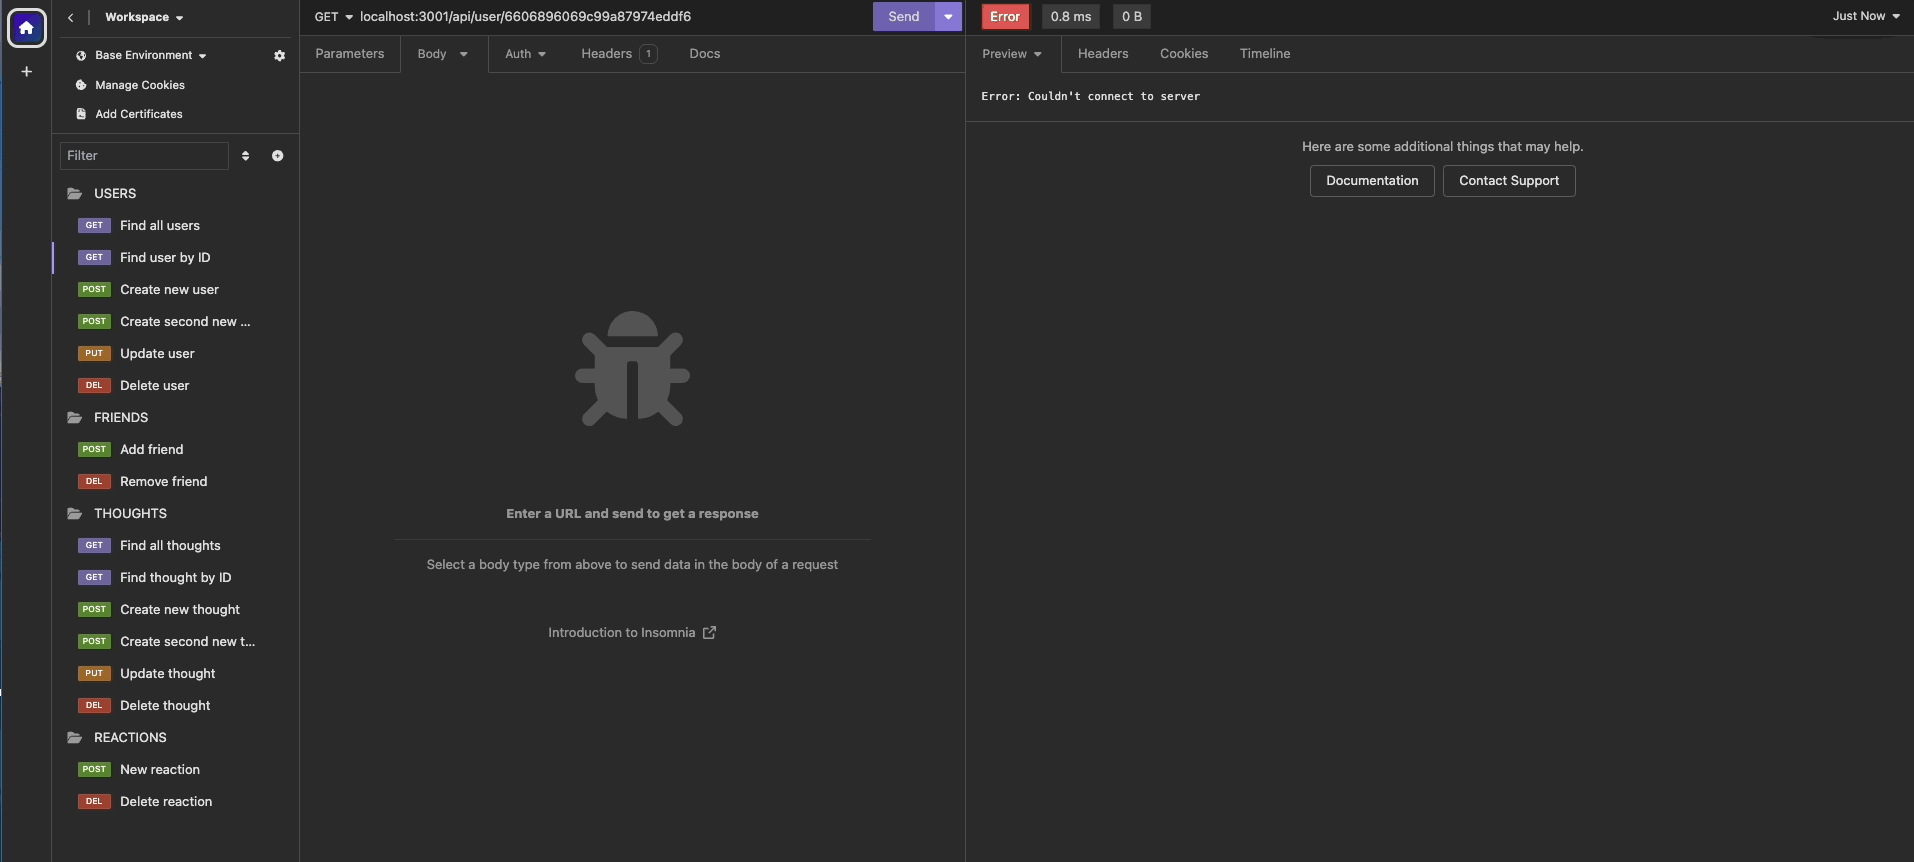 Workspace
Base Environment
Manage Cookies
Add Certificates
Filter
USERS
GET Find all users
GET Find user by ID
POST Create new user
POST Create second new ...
PUT Update user
DEL Delete user
FRIENDS
POST Add friend
DEL Remove friend
THOUGHTS
GET Find all thoughts
GET Find thought by ID
POST Create new thought
POST Create second new t...
PUT Update thought
DEL Delete thought
REACTIONS
POST New reaction
DEL Delete reaction
GET localhost:3001/api/user/6606896069c99a87974eddf6 Send
Parameters Body Auth Headers 1 Docs
Enter a URL and send to get a response
Select a body type from above to send data in the body of a request
Introduction to Insomnia
Error 0.8 ms 0 B Just Now
Preview Headers Cookies Timeline
Error: Couldn't connect to server
Here are some additional things that may help.
Documentation Contact Support